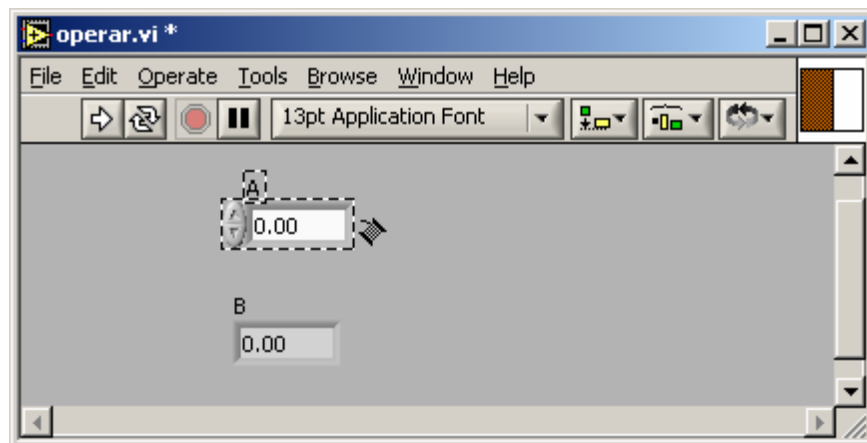 operar.vi *
File Edit Operate Tools Browse Window Help
13pt Application Font
A
0.00
B
0.00